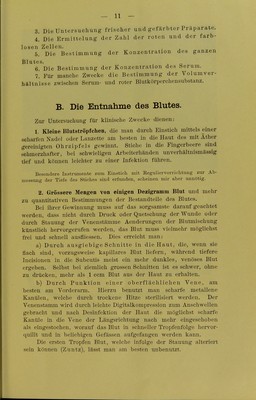 — 11 —
3. Die Untersuchung frischer und gefärbter Präparate.
4. Die Ermittelung der Zahl der roten und der farb-
losen Zellen.
5. Die Bestimmung der Konzentration des ganzen
Blutes.
6. Die Bestimmung der Konzentration des Serum.
7. Für manche Zwecke die Bestimmung der Volumver-
hältnisse zwischen Serum- und roter Blutkörperchensubstanz.
B. Die Entnahme des Blutes.
Zur Untersuchung für klinische Zwecke dienen:
1. Kleine Blutströpfchen, die man durch Einstich mittels einer
scharfen Nadel oder Lanzette am besten in die Haut des mit Äther
gereinigten Ohrzipfels gewinnt. Stiche in die Fingerbeere sind
schmerzhafter, bei schwieligen Arbeiterhänden unverhältnismässig
tief und können leichter zu einer Infektion führen.
Besondere Instrumente zum Einstich mit Reguliervorrichtung zur Ab-
messung der Tiefe des Stiches sind erfunden, scheinen mir aber unnötig.
2. Grössere Mengen von einigen Dezigramm Blut und mehr
zu quantitativen Bestimmungen der Bestandteile des Blutes.
Bei ihrer Gewinnung muss auf das sorgsamste darauf geachtet
werden, dass nicht durch Druck oder Quetschung der Wunde oder
durch Stauung der Venenstämme Änderungen der Blutmischung
künstlich hervorgerufen werden, das Blut muss vielmehr möglichst
frei und schnell ausfliessen. Dies erreicht man:
a) Durch ausgiebige Schnitte in die Haut, die, wenn sie
flach sind, vorzugsweise kapillares Blut liefern, während tiefere
Inzisionen in die Subcutis meist ein mehr dunkles, venöses Blut
ergeben. Selbst bei ziemlich grossen Schnitten ist es schwer, ohne
zu drücken, mehr als 1 ccm Blut aus der Haut zu erhalten.
b) Durch Punktion einer oberflächlichen Vene, am
besten am Vorderarm. Hierzu benutzt man scharfe metallene
Kanülen, welche durch trockene Hitze sterilisiert werden. Der
Venenstamm wird durch leichte Digitalkompression zum Anschwellen
gebracht und nach Desinfektion der Haut die möglichst scharfe
Kanüle in die Vene der Längsrichtung nach mehr eingeschoben
als eingestochen, worauf das Blut in schneller Tropfenfolge hervor-
quillt und in beliebigen Gefässen aufgefangen werden kann.
Die ersten Tropfen Blut, welche infolge der Stauung alteriert
sein können (Zuntz), lässt man am besten unbenutzt.